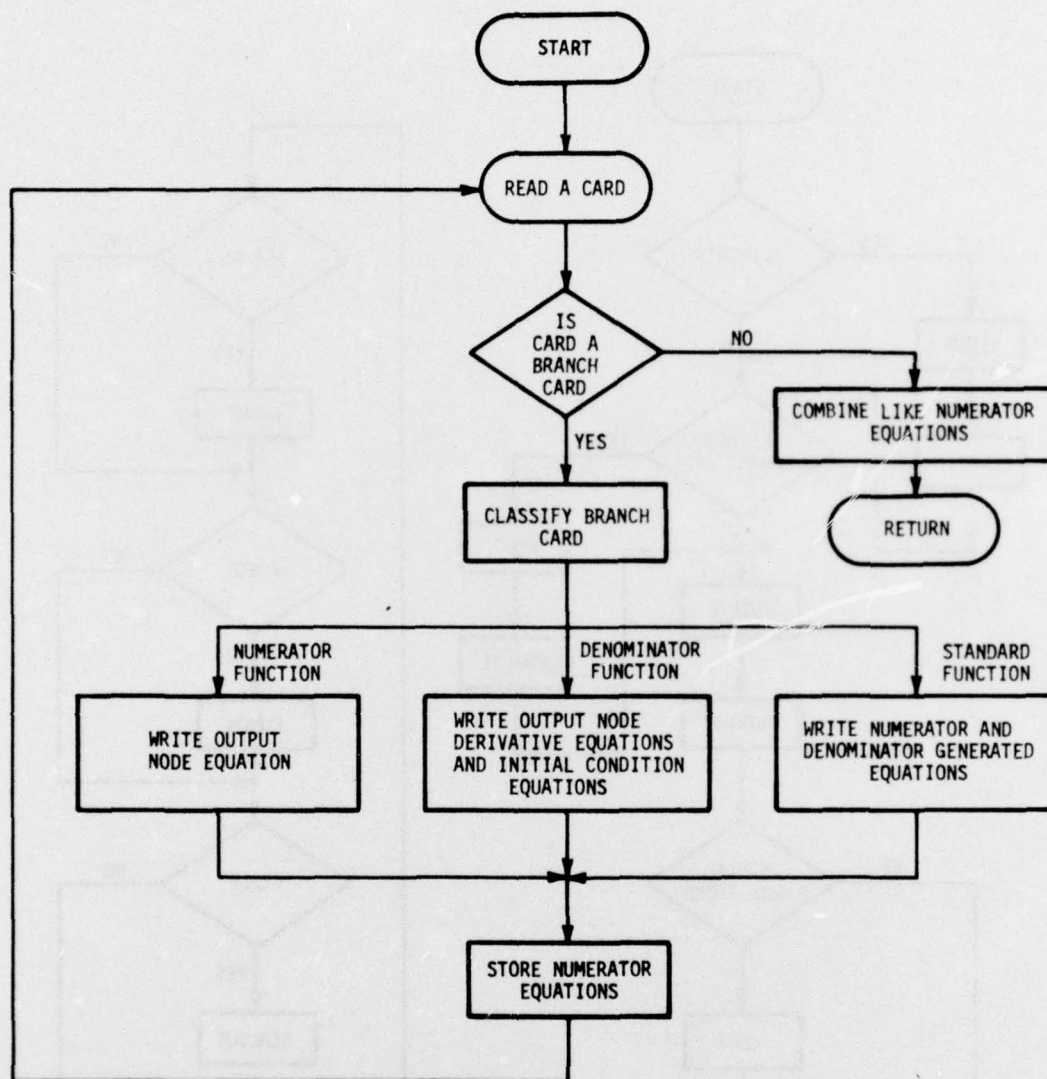 START
READ A CARD
IS
CARD A
BRANCH
CARD
NO
COMBINE LIKE NUMERATOR
EQUATIONS
YES
RETURN
CLASSIFY BRANCH
CARD
NUMERATOR
FUNCTION
DENOMINATOR
FUNCTION
STANDARD
FUNCTION
WRITE OUTPUT
NODE EQUATION
WRITE OUTPUT NODE
DERIVATIVE EQUATIONS
AND INITIAL CONDITION
EQUATIONS
WRITE NUMERATOR AND
DENOMINATOR GENERATED
EQUATIONS
STORE NUMERATOR
EQUATIONS